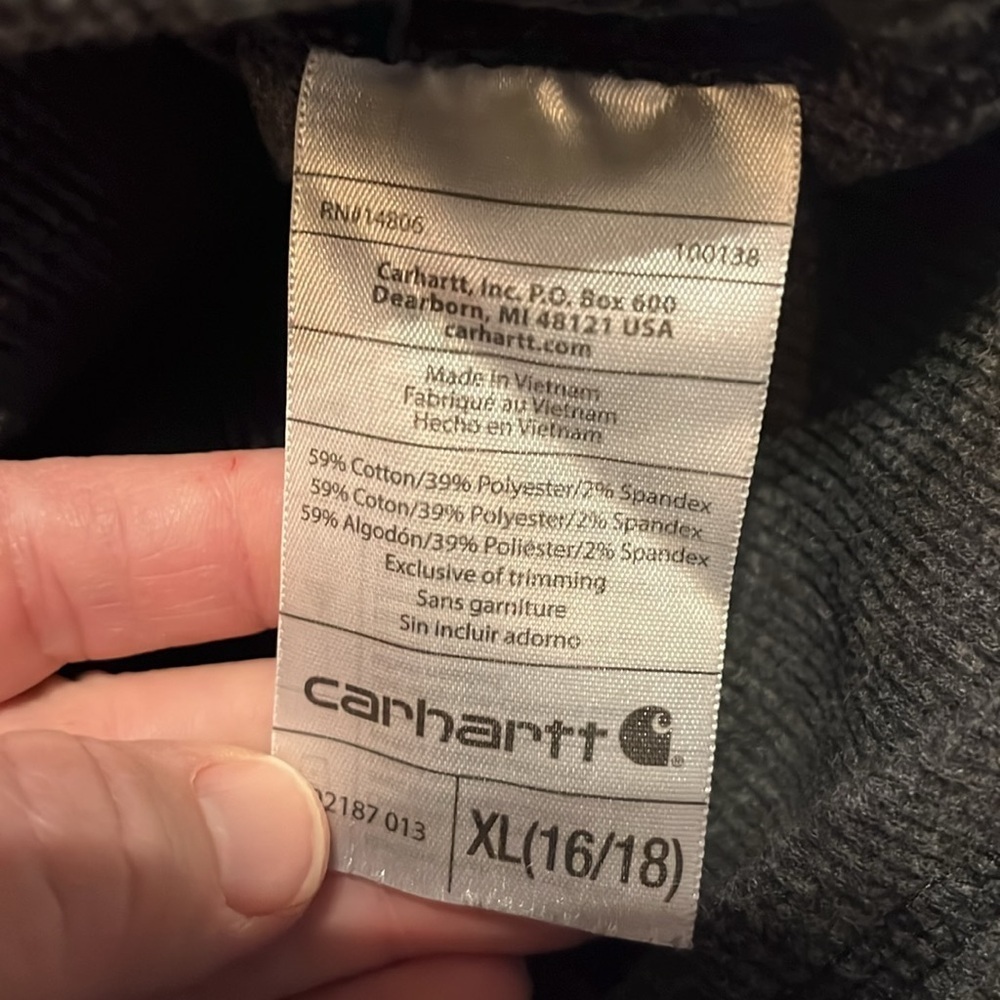 RN#14806
100138
Carhartt, Inc. P.O. Box 600
Dearborn, MI 48121 USA
carhartt.com
Made in Vietnam
Fabriqué au Vietnam
Hecho en Vietnam
59% Cotton/39% Polyester/2% Spandex
59% Coton/39% Polyester/2% Spandex
59% Algodón/39% Poliéster/2% Spandex
Exclusive of trimming
Sans garniture
Sin incluir adorno
carhartt ®
2187 013
XL(16/18)